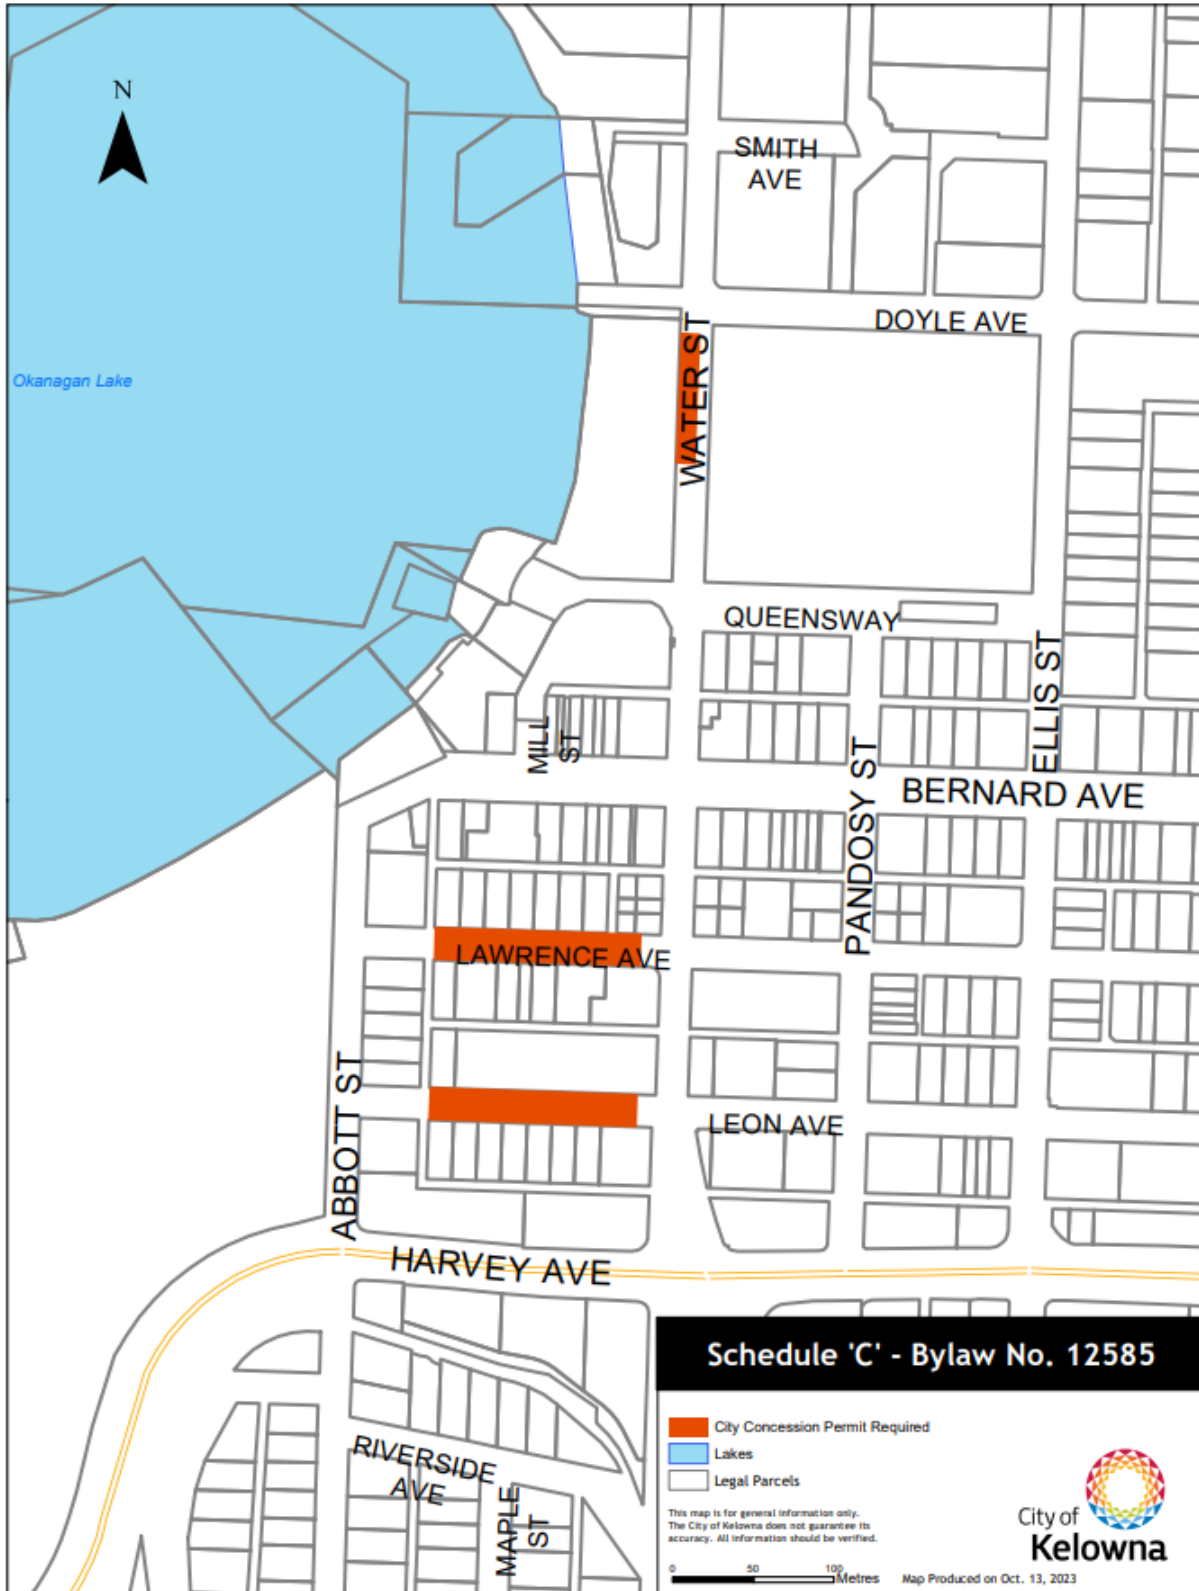 N
SMITH
AVE
DOYLE AVE
WATER ST
Okanagan Lake
QUEENSWAY
ELLIS ST
MILL
ST
PANDOSY ST
BERNARD AVE
LAWRENCE AVE
ABBOTT ST
LEON AVE
HARVEY AVE
RIVERSIDE
AVE
MAPLE
ST
Schedule 'C' - Bylaw No. 12585
City Concession Permit Required
Lakes
Legal Parcels
This map is for general information only.
The City of Kelowna does not guarantee its
accuracy. All information should be verified.
0 50 100
Metres
Map Produced on Oct. 13, 2023
City of
Kelowna